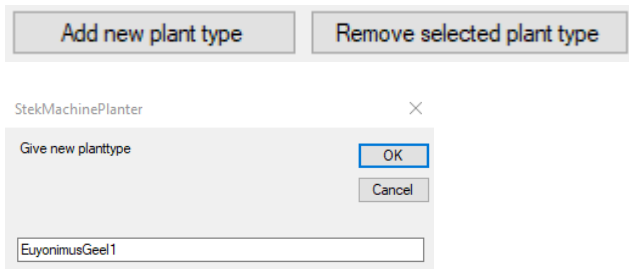 Add new plant type Remove selected plant type
StekMachinePlanter
Give new planttype
OK
Cancel
EuyonimusGeel1